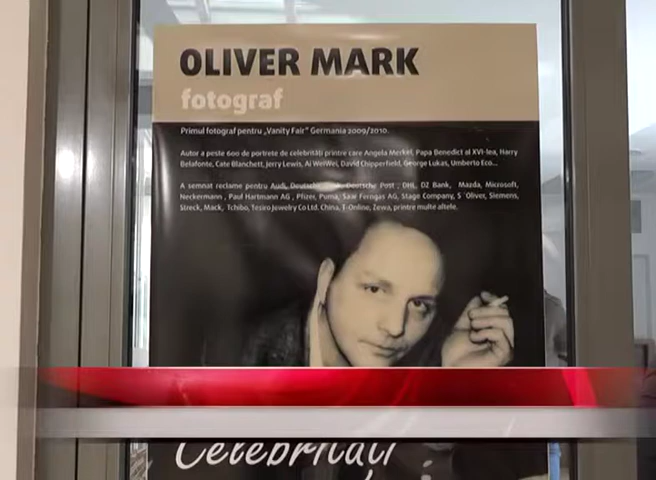 OLIVER MARK
fotograf
Primul fotograf pentru „Vanity Fair” Germania 2009/2010.
Autor a peste 600 de portrete de celebrități printre care Angela Merkel, Papa Benedict al XVI-lea, Harry
Belafonte, Cate Blanchett, Jerry Lewis, Ai WeiWei, David Chipperfield, George Lukas, Umberto Eco...
A semnat reclame pentru Audi, Deutsche Deutsche Post , DHL, DZ Bank, Mazda, Microsoft,
Neckermann , Paul Hartmann AG , Pfizer, Puma, Saar Ferngas AG, Stage Company, S Oliver, Siemens,
Streck, Mack, Tchibo, Tesiro Jewelry Co Ltd. China, T-Online, Zewa, printre multe altele.
Celebritați